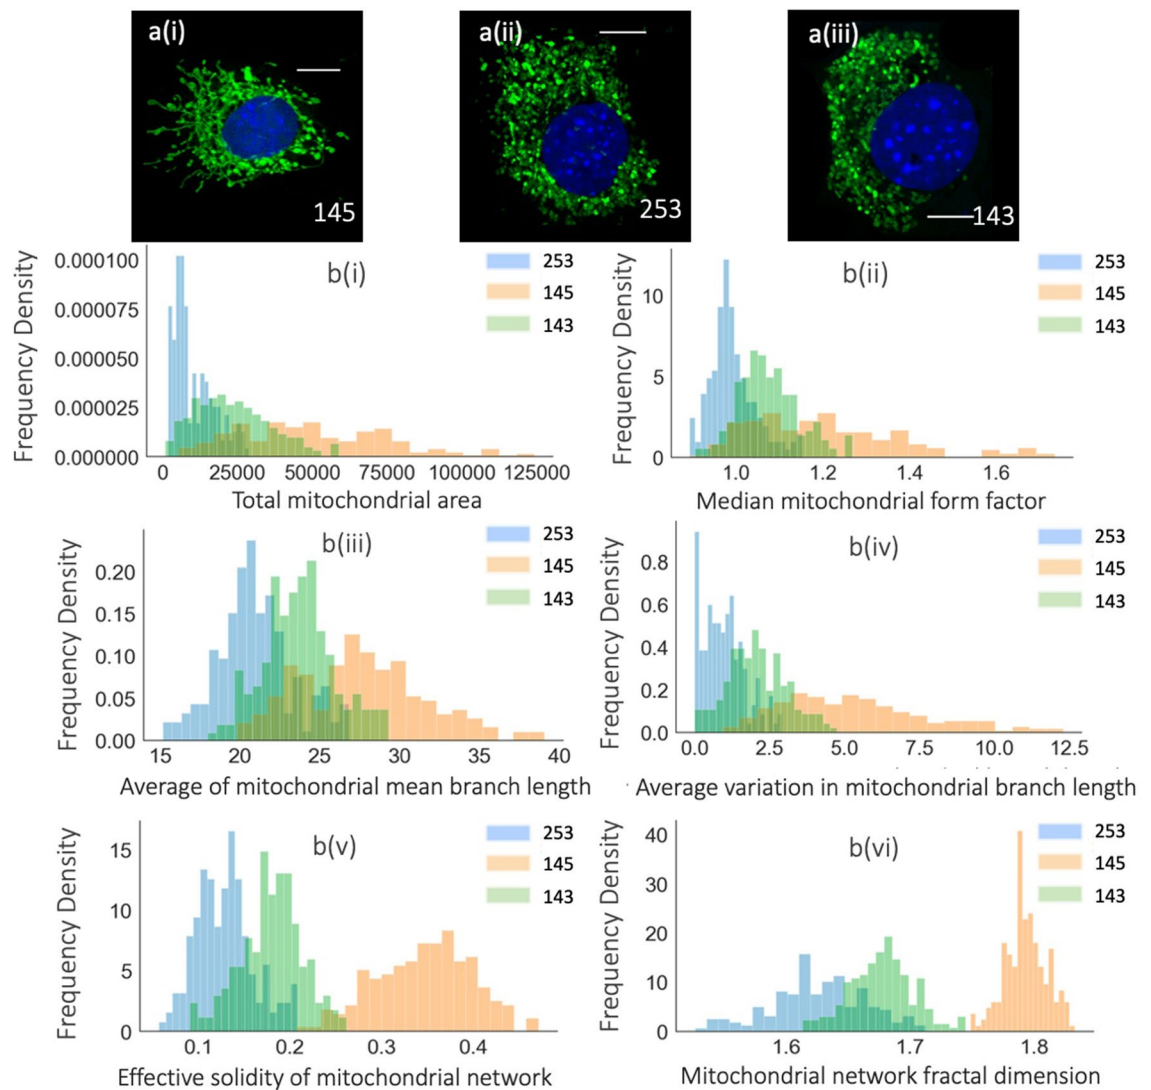 a(i)
145
a(ii)
253
a(iii)
143
b(i)
253
145
143
Frequency Density
0.000100
0.000075
0.000050
0.000025
0.000000
0 25000 50000 75000 100000 125000
Total mitochondrial area
b(ii)
253
145
143
Frequency Density
10
5
0
1.0 1.2 1.4 1.6
Median mitochondrial form factor
b(iii)
253
145
143
Frequency Density
0.20
0.15
0.10
0.05
0.00
15 20 25 30 35 40
Average of mitochondrial mean branch length
b(iv)
253
145
143
Frequency Density
0.8
0.6
0.4
0.2
0.0
0.0 2.5 5.0 7.5 10.0 12.5
Average variation in mitochondrial branch length
b(v)
253
145
143
Frequency Density
15
10
5
0
0.1 0.2 0.3 0.4
Effective solidity of mitochondrial network
b(vi)
253
145
143
Frequency Density
40
30
20
10
0
1.6 1.7 1.8
Mitochondrial network fractal dimension